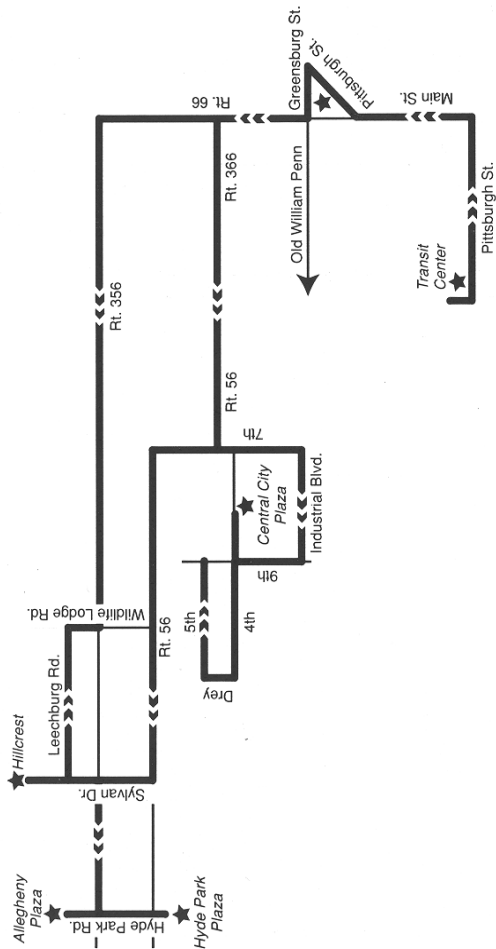 Greensburg St.
Pittsburgh St.
Rt. 66
Main St.
Rt. 366
Old William Penn
Pittsburgh St.
Transit
Center
Rt. 356
Rt. 56
7th
Central City
Plaza
Industrial Blvd.
9th
5th
4th
Drey
Wildlife Lodge Rd.
Rt. 56
Leechburg Rd.
Hillcrest
Sylvan Dr.
Allegheny
Plaza
Hyde Park Rd.
Hyde Park
Plaza